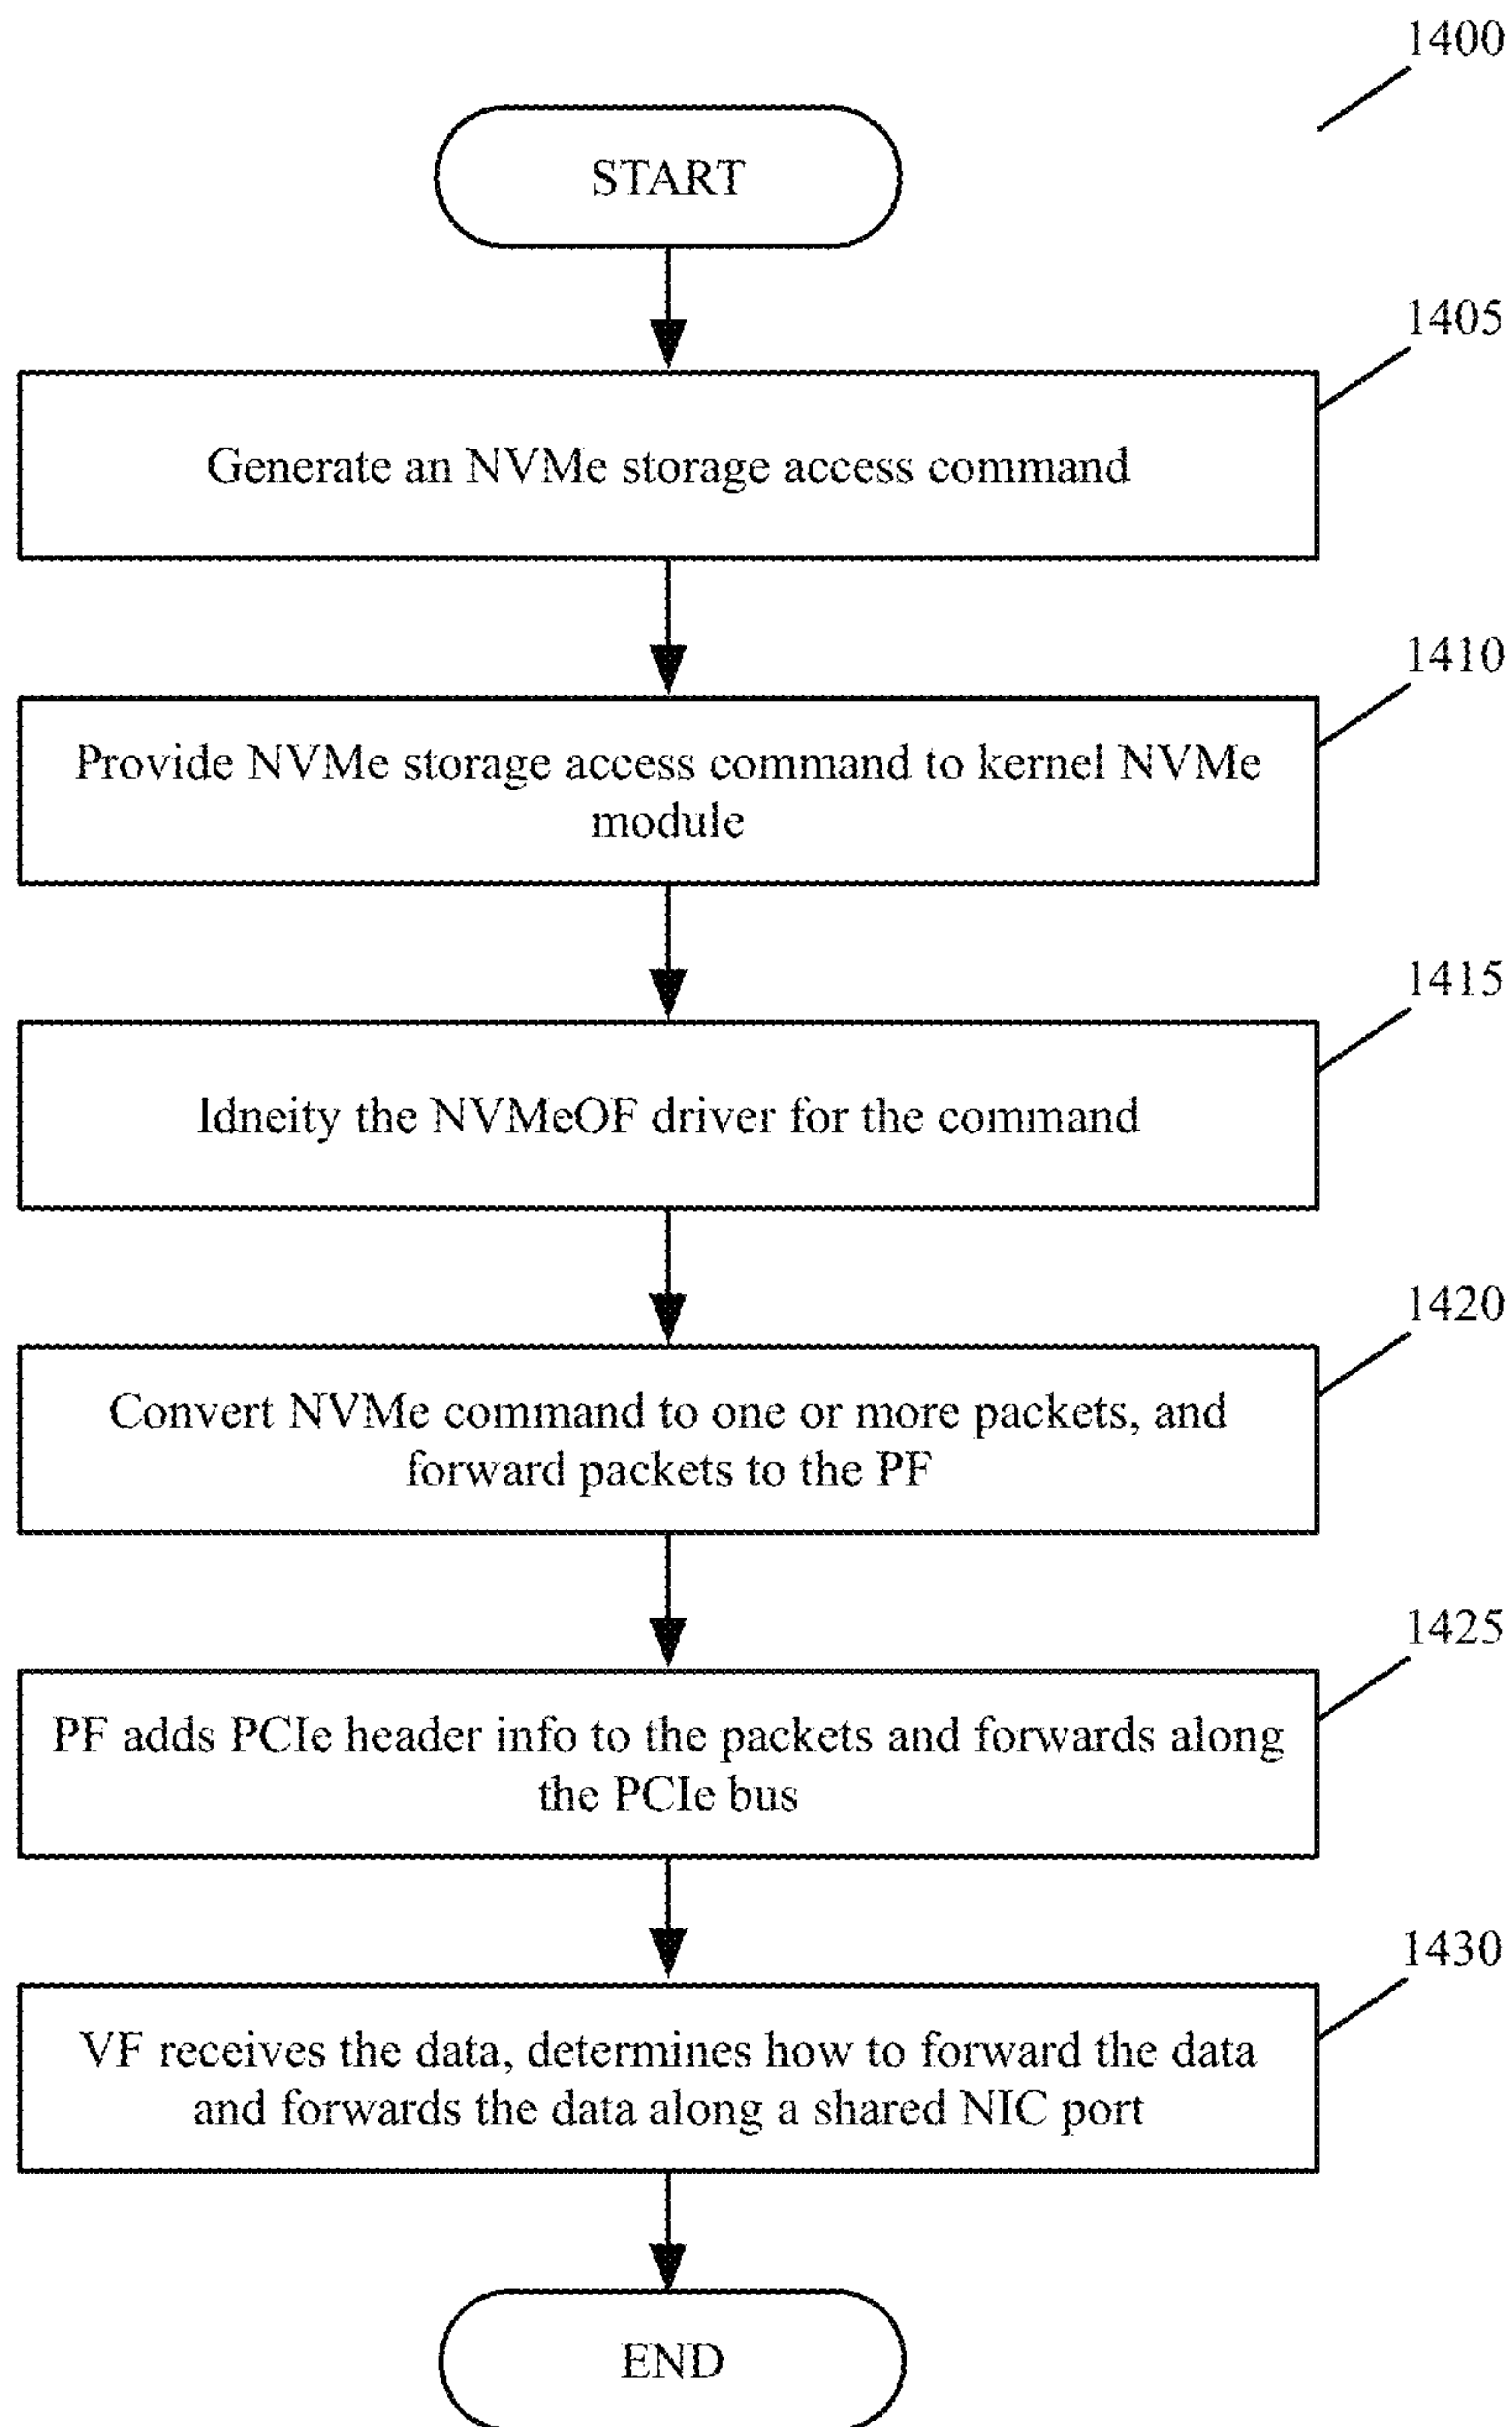 1400
START
1405
Generate an NVMe storage access command
1410
Provide NVMe storage access command to kernel NVMe
module
1415
Idneity the NVMeOF driver for the command
1420
Convert NVMe command to one or more packets, and
forward packets to the PF
1425
PF adds PCIe header info to the packets and forwards along
the PCIe bus
1430
VF receives the data, determines how to forward the data
and forwards the data along a shared NIC port
END